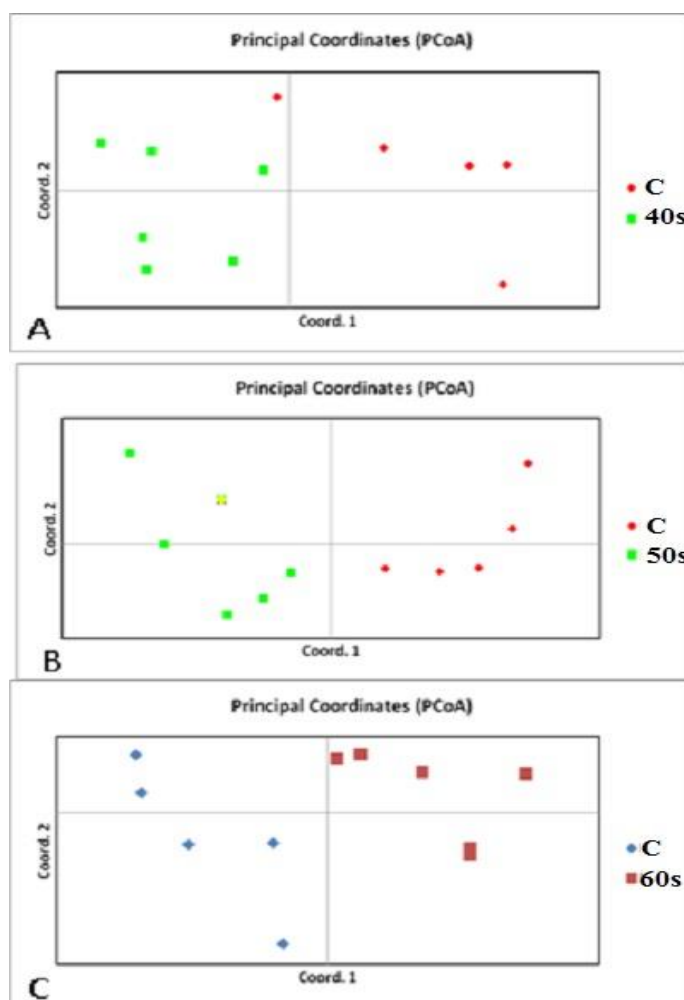 Principal Coordinates (PCoA)
Coord. 2
C
40s
Coord. 1
A
Principal Coordinates (PCoA)
Coord. 2
C
50s
Coord. 1
B
Principal Coordinates (PCoA)
Coord. 2
C
60s
Coord. 1
C